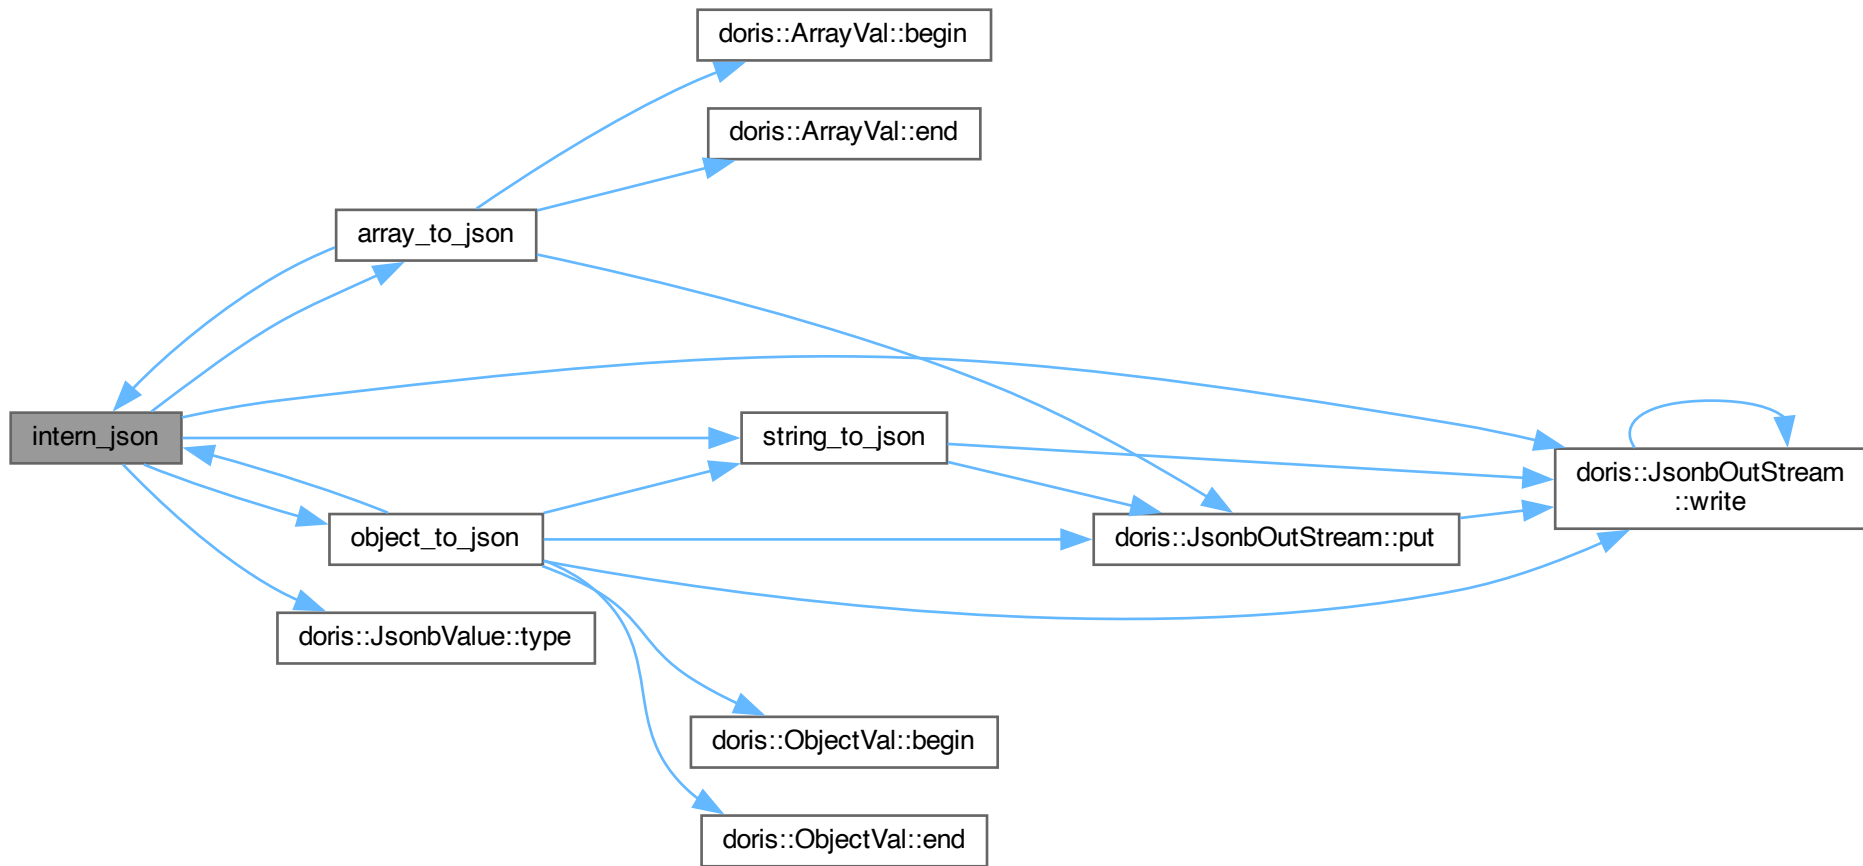 doris::ArrayVal::begin
doris::ArrayVal::end
array_to_json
intern_json
string_to_json
doris::JsonbOutStream
::write
object_to_json
doris::JsonbOutStream::put
doris::JsonbValue::type
doris::ObjectVal::begin
doris::ObjectVal::end